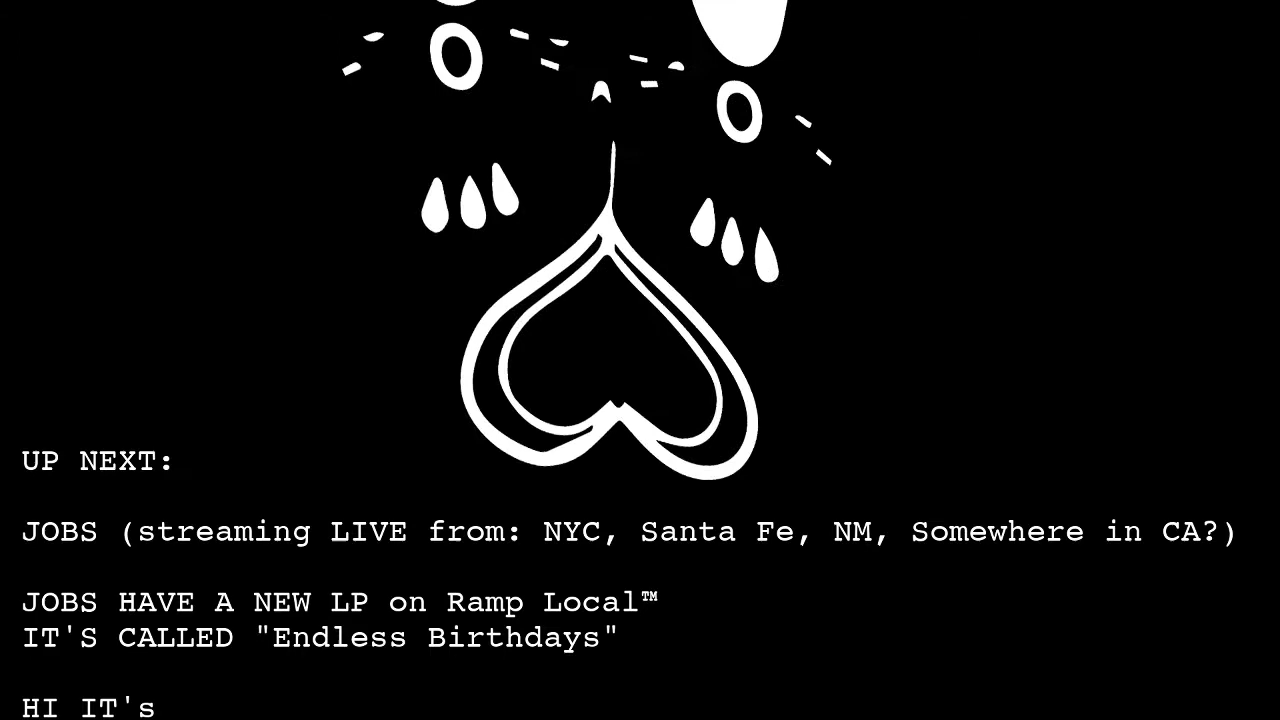 UP NEXT:
JOBS (streaming LIVE from: NYC, Santa Fe, NM, Somewhere in CA?)
JOBS HAVE A NEW LP on Ramp Local™
IT'S CALLED "Endless Birthdays"
HI IT's